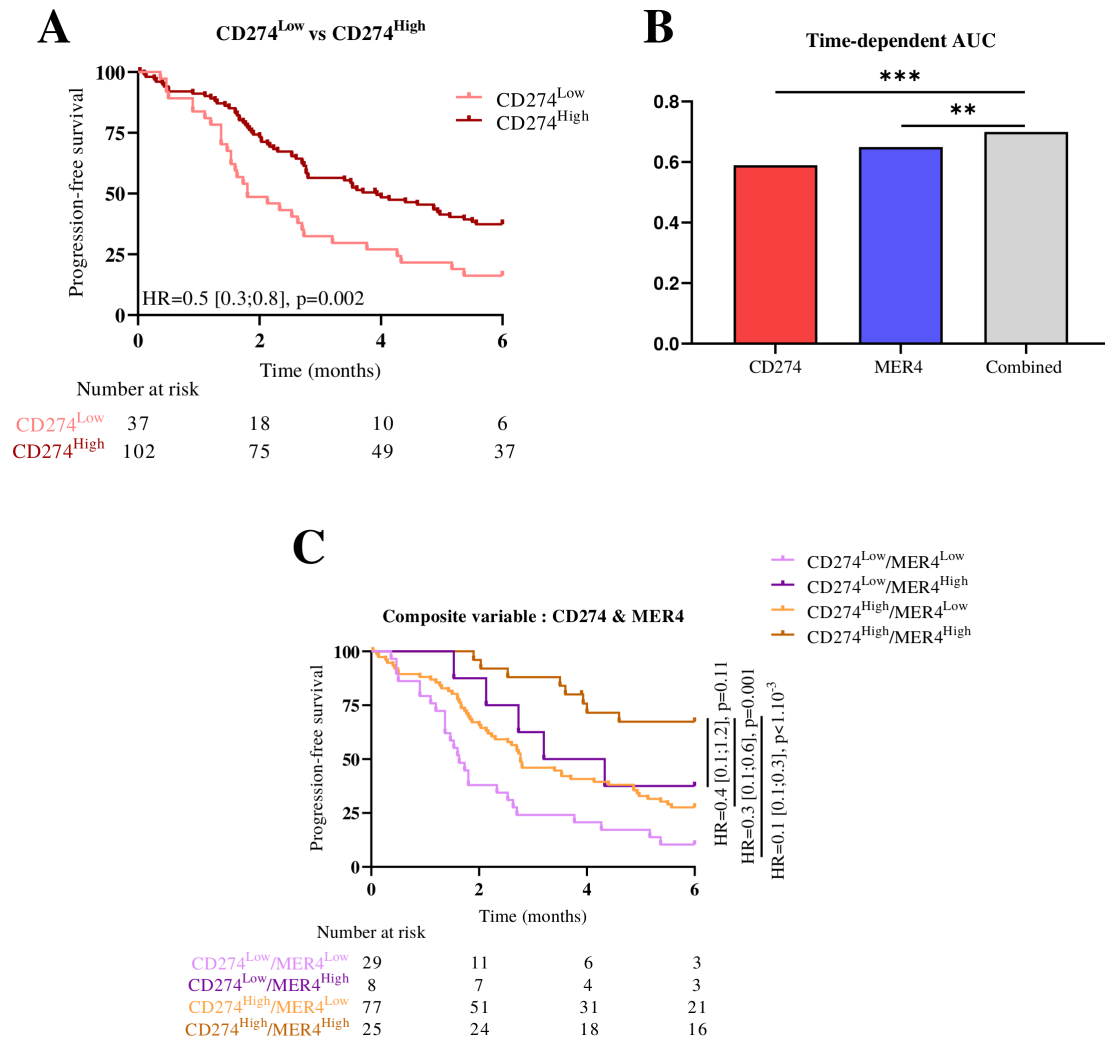 A
CD274Low vs CD274High
Progression-free survival
100
75
50
25
0
CD274Low
CD274High
HR=0.5 [0.3;0.8], p=0.002
0 2 4 6
Time (months)
Number at risk
CD274Low 37 18 10 6
CD274High 102 75 49 37
B
Time-dependent AUC
***
**
0.8
0.6
0.4
0.2
0.0
CD274 MER4 Combined
C
CD274Low/MER4Low
CD274Low/MER4High
CD274High/MER4Low
CD274High/MER4High
Composite variable : CD274 & MER4
Progression-free survival
100
75
50
25
0
HR=0.4 [0.1;1.2], p=0.11
HR=0.3 [0.1;0.6], p=0.001
HR=0.1 [0.1;0.3], p<1.10-3
0 2 4 6
Time (months)
Number at risk
CD274Low/MER4Low 29 11 6 3
CD274Low/MER4High 8 7 4 3
CD274High/MER4Low 77 51 31 21
CD274High/MER4High 25 24 18 16